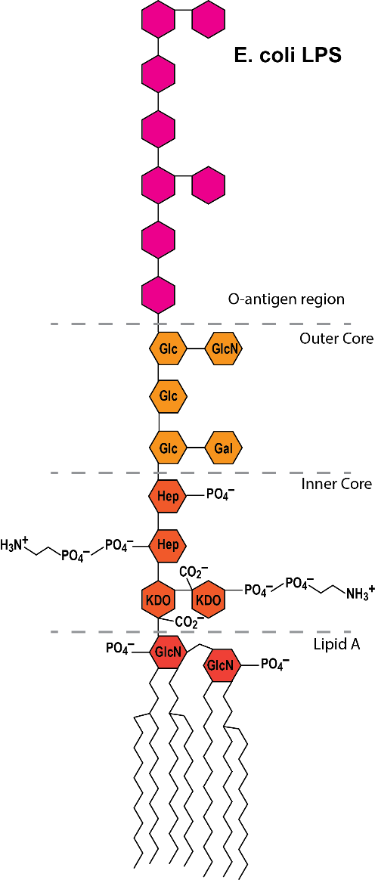 E. coli LPS
O-antigen region
Outer Core
Glc GlcN
Glc
Glc Gal
Inner Core
Hep PO4−
H3N+ PO4− PO4− Hep
CO2−
KDO KDO PO4− PO4− NH3+
CO2−
Lipid A
PO4− GlcN
GlcN PO4−